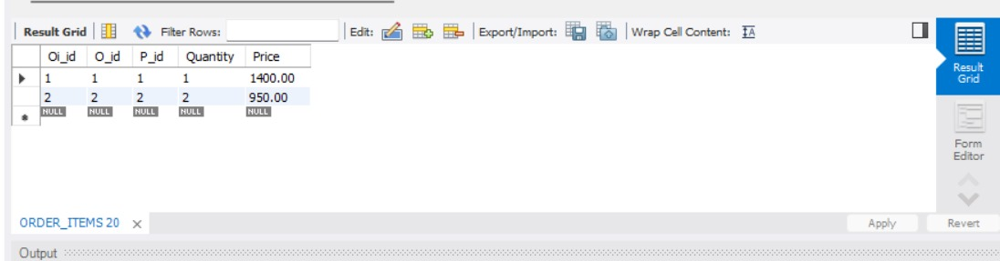 Result Grid Filter Rows: Edit: Export/Import: Wrap Cell Content: IA
Oi_id O_id P_id Quantity Price
1 1 1 1 1400.00
2 2 2 2 950.00
NULL NULL NULL NULL NULL
Result
Grid
Form
Editor
ORDER_ITEMS 20 × Apply Revert
Output